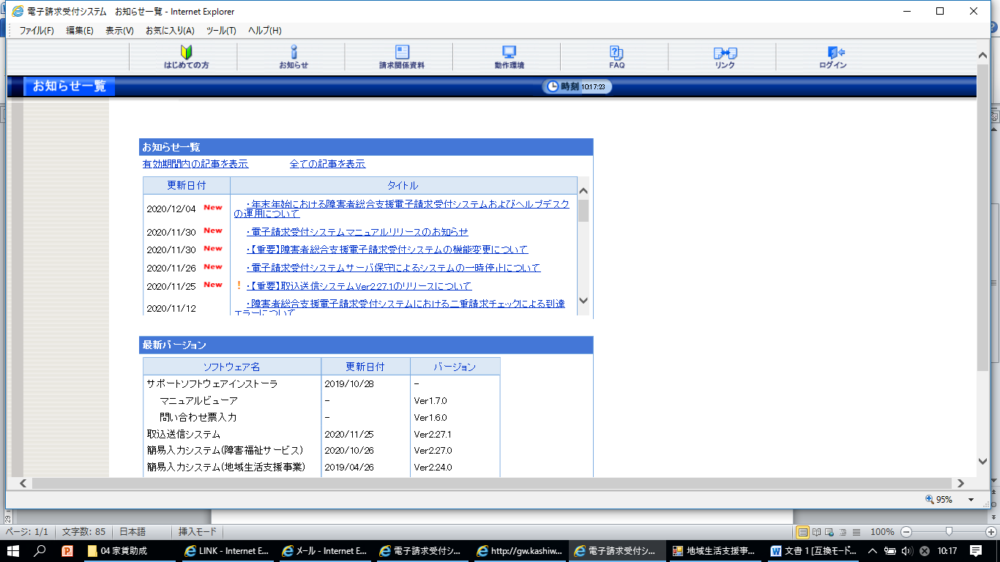 電子請求受付システム　お知らせ一覧 - Internet Explorer
ファイル(F) 編集(E) 表示(V) お気に入り(A) ツール(T) ヘルプ(H)
はじめての方 お知らせ 請求関係資料 動作環境 FAQ リンク ログイン
お知らせ一覧 時刻 10:17:23
お知らせ一覧
有効期間内の記事を表示 全ての記事を表示
更新日付 タイトル
2020/12/04 New ・年末年始における障害者総合支援電子請求受付システムおよびヘルプデスク
の運用について
2020/11/30 New ・電子請求受付システムマニュアルリリースのお知らせ
2020/11/30 New ・【重要】障害者総合支援電子請求受付システムの機能変更について
2020/11/26 New ・電子請求受付システムサーバ保守によるシステムの一時停止について
2020/11/25 New ! ・【重要】取込送信システムVer2.27.1のリリースについて
2020/11/12 ・障害者総合支援電子請求受付システムにおける二重請求チェックによる到達
エラーについて
最新バージョン
ソフトウェア名 更新日付 バージョン
サポートソフトウェアインストーラ 2019/10/28 -
マニュアルビューア - Ver1.7.0
問い合わせ票入力 - Ver1.6.0
取込送信システム 2020/11/25 Ver2.27.1
簡易入力システム(障害福祉サービス) 2020/10/26 Ver2.27.0
簡易入力システム(地域生活支援事業) 2019/04/26 Ver2.24.0
95%
29
ページ: 1/1 文字数: 85 日本語 挿入モード 100%
04 家賃助成 LINK - Internet E... メール - Internet E... 電子請求受付シ... http://gw.kashiw... 電子請求受付シ... 地域生活支援事... 文書 1 [互換モード... 10:17